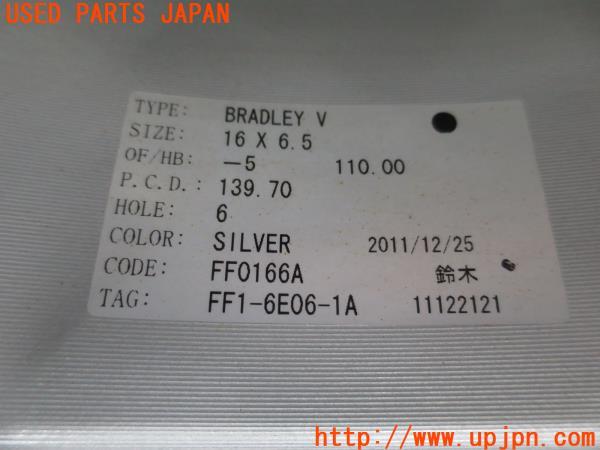 USED PARTS JAPAN
TYPE: BRADLEY V
SIZE: 16 X 6.5
OF/HB: -5 110.00
P.C.D.: 139.70
HOLE: 6
COLOR: SILVER 2011/12/25
CODE: FF0166A 鈴木
TAG: FF1-6E06-1A 11122121
http://www.upjpn.com/